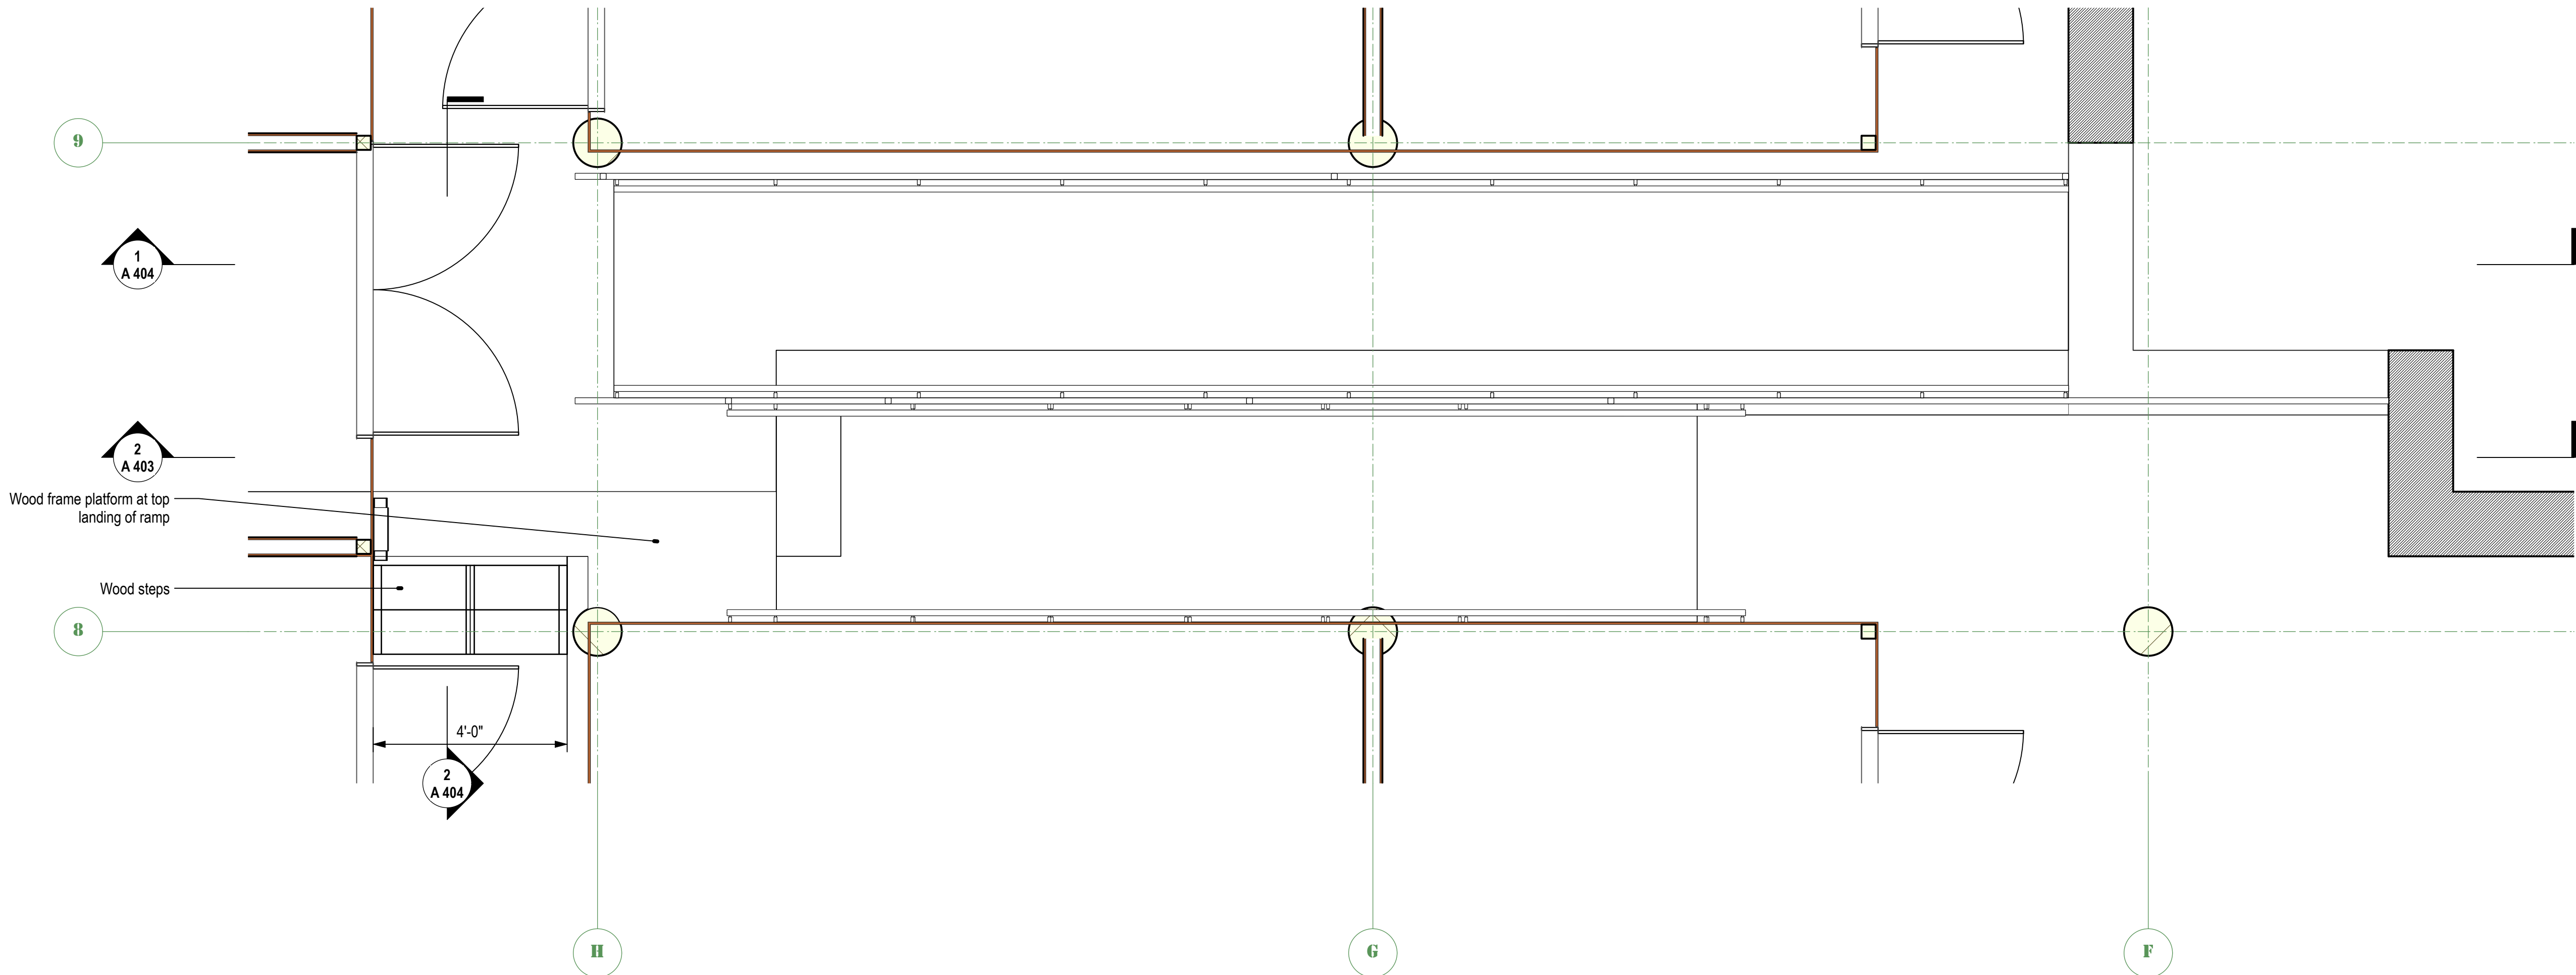 9
1
A 404
2
A 403
Wood frame platform at top
landing of ramp
Wood steps
8
4'-0"
2
A 404
H
G
F